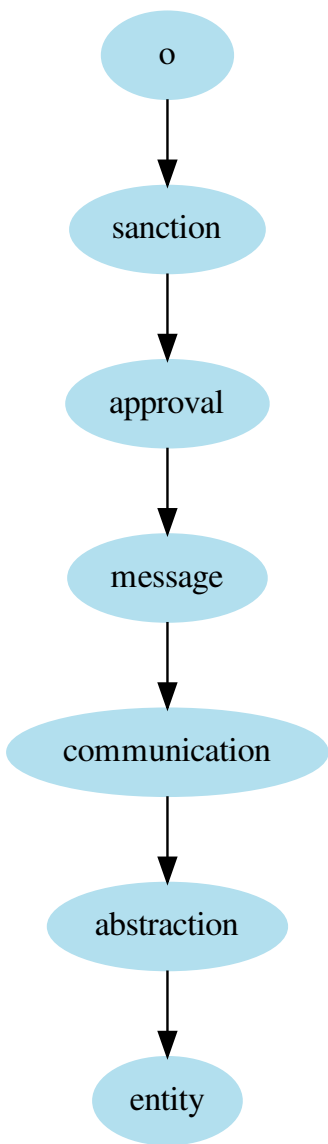 o
sanction
approval
message
communication
abstraction
entity